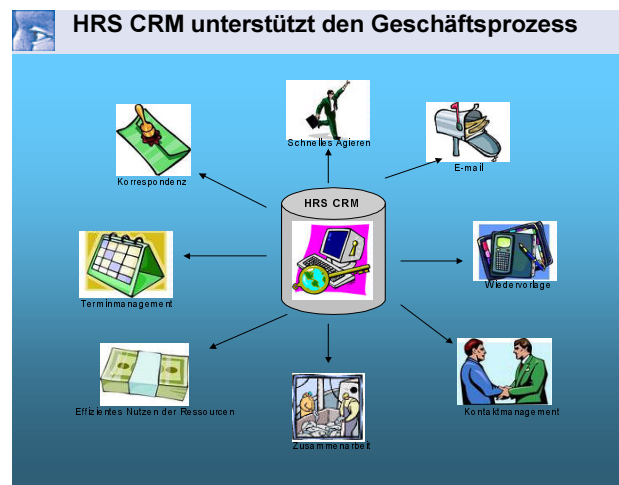 HRS CRM unterstützt den Geschäftsprozess
Schnelles Agieren
E-mail
Korrespondenz
HRS CRM
Wiedervorlage
Terminmanagement
Effizientes Nutzen der Ressourcen
Kontaktmanagement
Zusammenarbeit